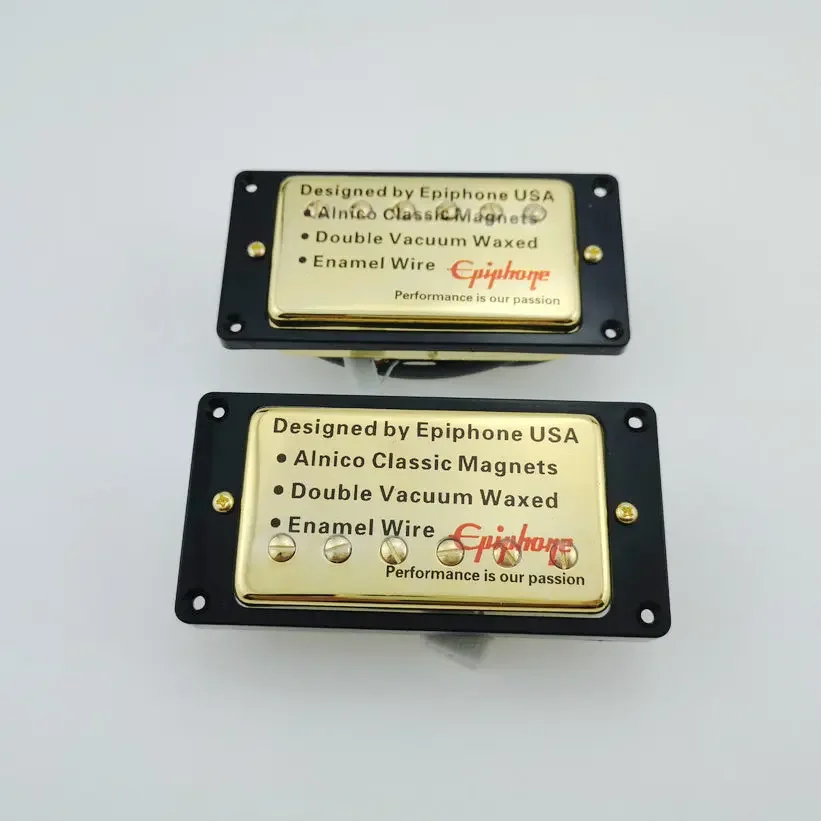 Designed by Epiphone USA
• Alnico Classic Magnets
• Double Vacuum Waxed
• Enamel Wire Epiphone
Performance is our passion
Designed by Epiphone USA
• Alnico Classic Magnets
• Double Vacuum Waxed
• Enamel Wire Epiphone
Performance is our passion